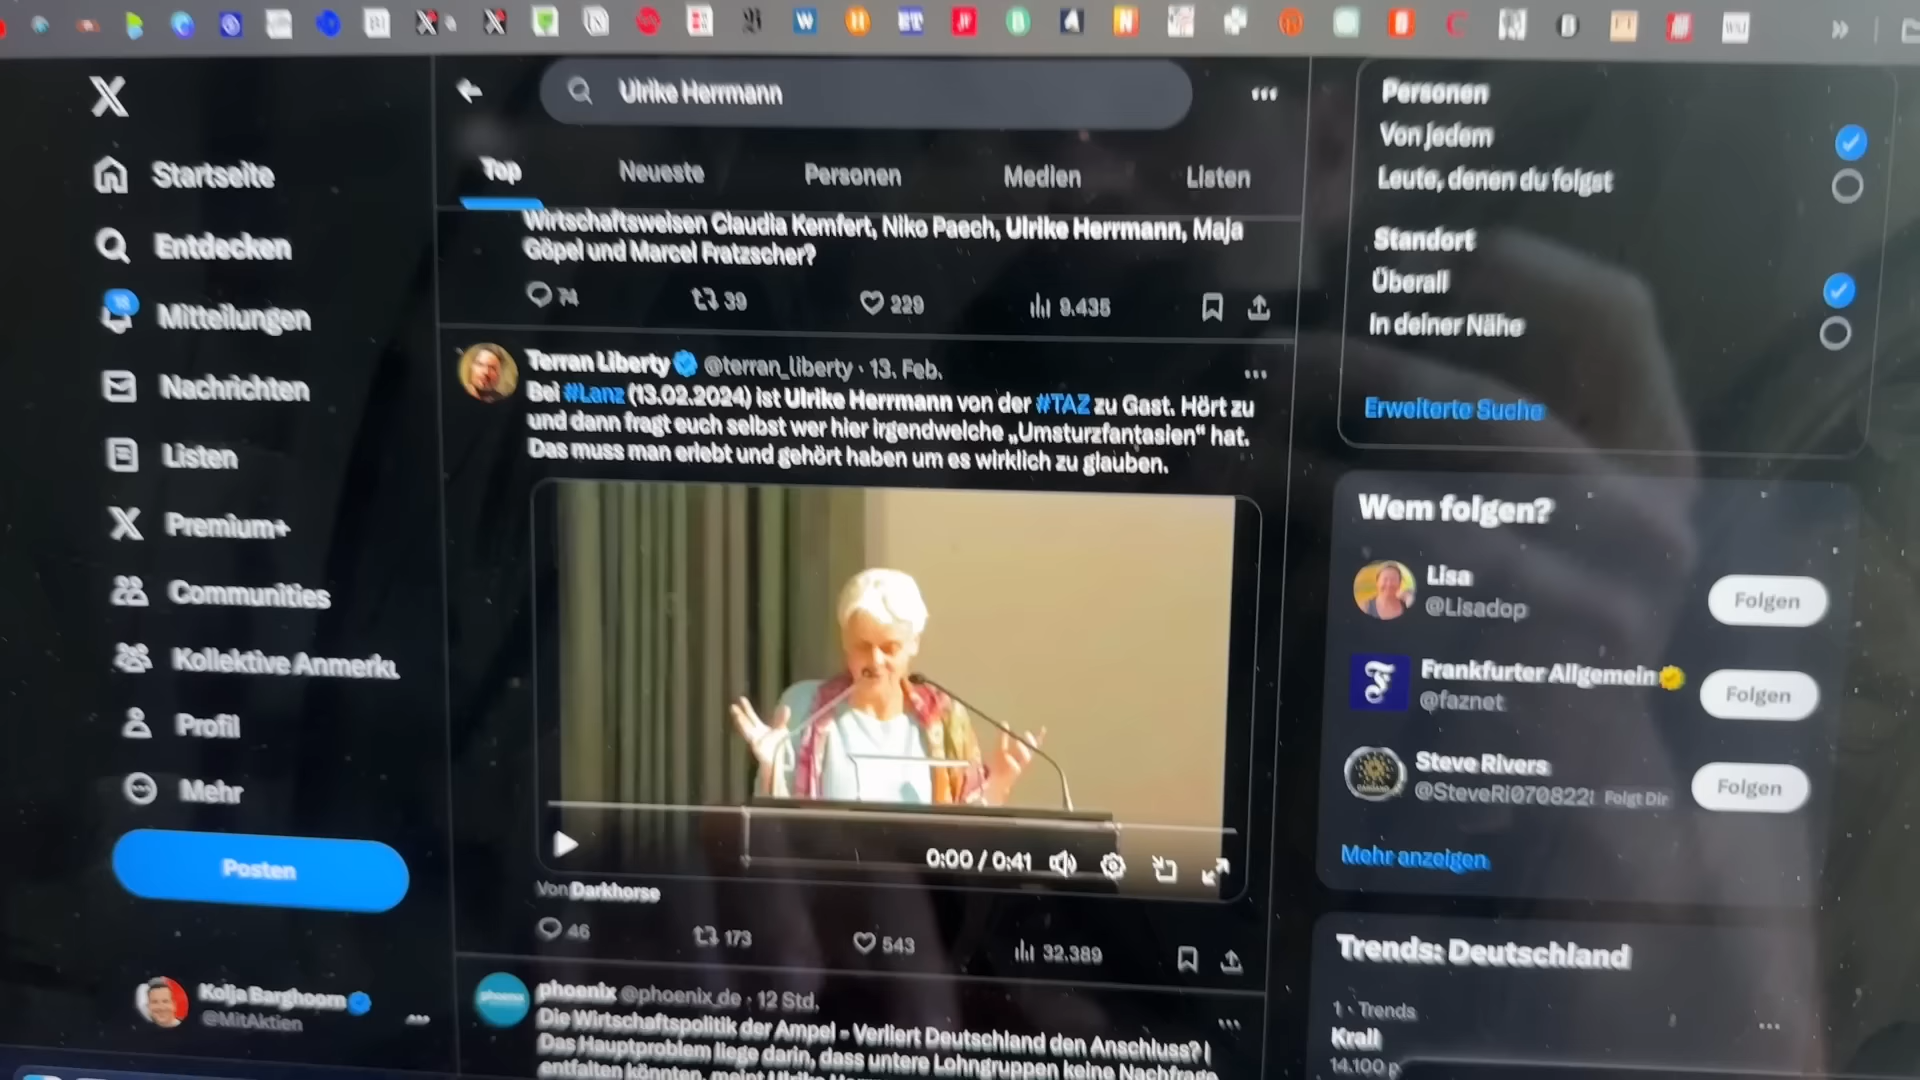 Ulrike Herrmann
Top
Neueste
Personen
Medien
Listen
Startseite
Entdecken
Mitteilungen
Nachrichten
Listen
Premium+
Communities
Kollektive Anmerku
Profil
Mehr
Posten
Kolja Barghoorn
@MitAktien
Wirtschaftsweisen Claudia Kemfert, Niko Paech, Ulrike Herrmann, Maja
Göpel und Marcel Fratzscher?
74
39
229
9.435
Terran Liberty @terran_liberty · 13. Feb.
Bei #Lanz (13.02.2024) ist Ulrike Herrmann von der #TAZ zu Gast. Hört zu
und dann fragt euch selbst wer hier irgendwelche „Umsturzfantasien“ hat.
Das muss man erlebt und gehört haben um es wirklich zu glauben.
0:00 / 0:41
Von Darkhorse
46
173
543
32.389
phoenix
phoenix @phoenix_de · 12 Std.
Die Wirtschaftspolitik der Ampel - Verliert Deutschland den Anschluss? |
Das Hauptproblem liege darin, dass untere Lohngruppen keine Nachfrage
entfalten könnten, meint Ulrike
Personen
Von jedem
Leute, denen du folgst
Standort
Überall
In deiner Nähe
Erweiterte Suche
Wem folgen?
Lisa
@Lisadop
Folgen
Frankfurter Allgemein
@faznet
Folgen
Steve Rivers
@SteveRi070822 Folgt Dir
Folgen
Mehr anzeigen
Trends: Deutschland
1 · Trends
Krall
14.100 p